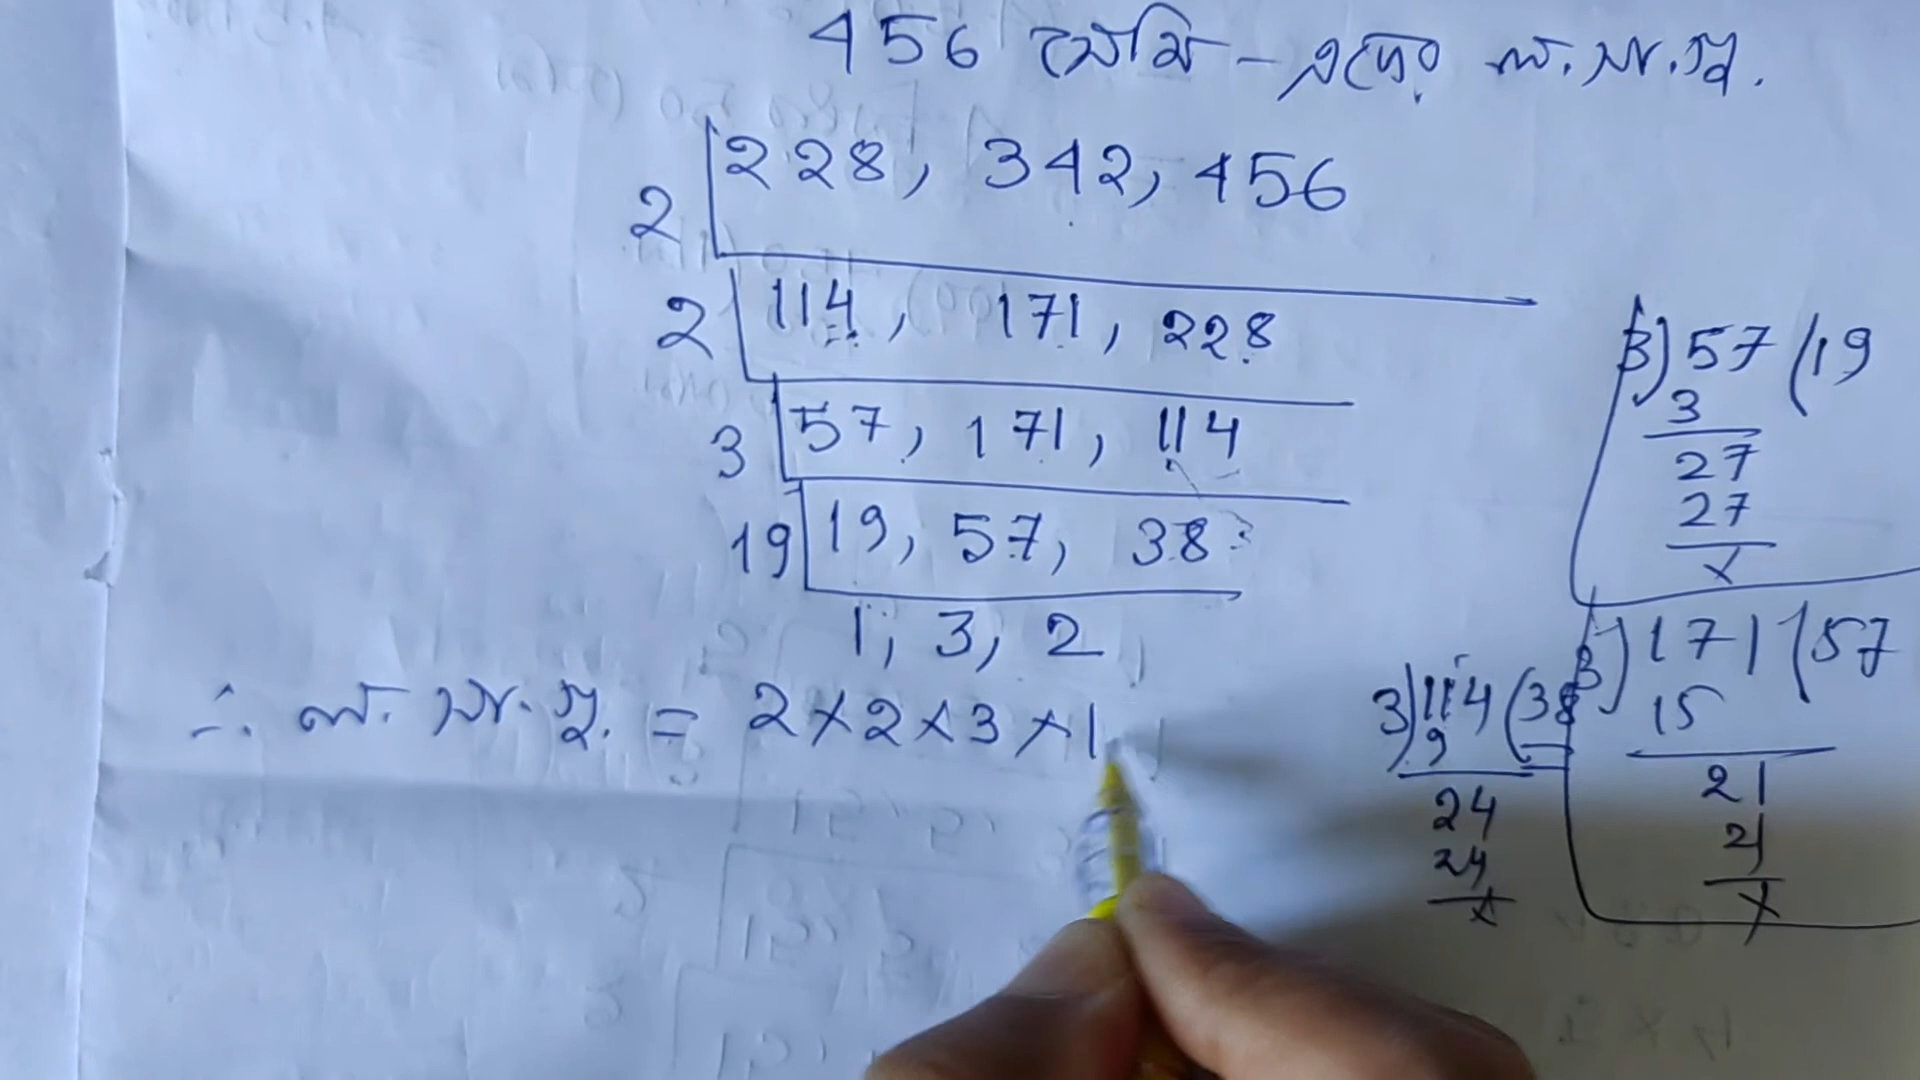 456 সেমি - এদের ল. সা. গু.
2 228, 342, 456
2 114, 171, 228
3 57, 171, 114
19 19, 57, 38
1, 3, 2
∴ ল. সা. গু. = 2×2×3×1
3) 57 (19
3
27
27
×
3) 171 (57
15
21
21
×
3) 114 (38
9
24
24
×